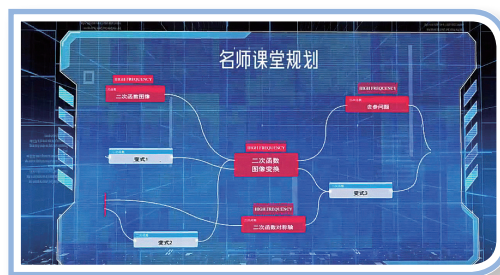 名师课堂规划
HIGH FREQUENCY
二次函数图像
HIGH FREQUENCY
含参问题
变式1
HIGH FREQUENCY
二次函数
图像变换
变式3
HIGH FREQUENCY
二次函数对称轴
变式2